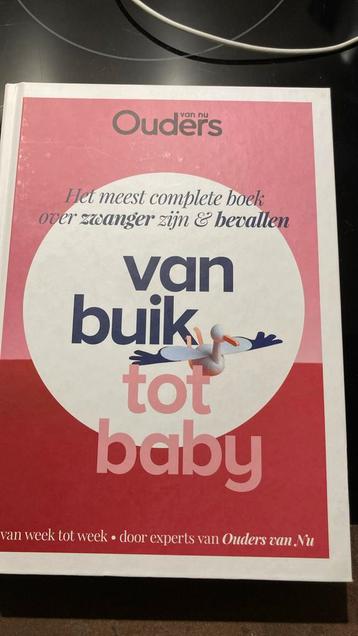 Ouders
van nu
Het meest complete boek
over zwanger zijn & bevallen
van
buik
tot
baby
van week tot week • door experts van Ouders van Nu